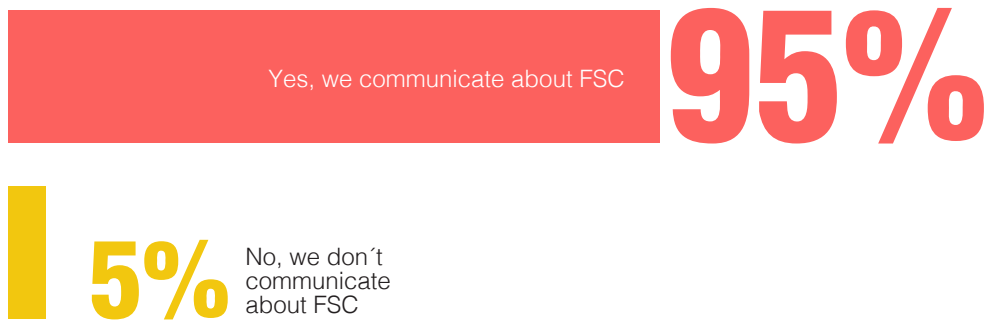 Yes, we communicate about FSC
95%
5%
No, we don´t
communicate
about FSC